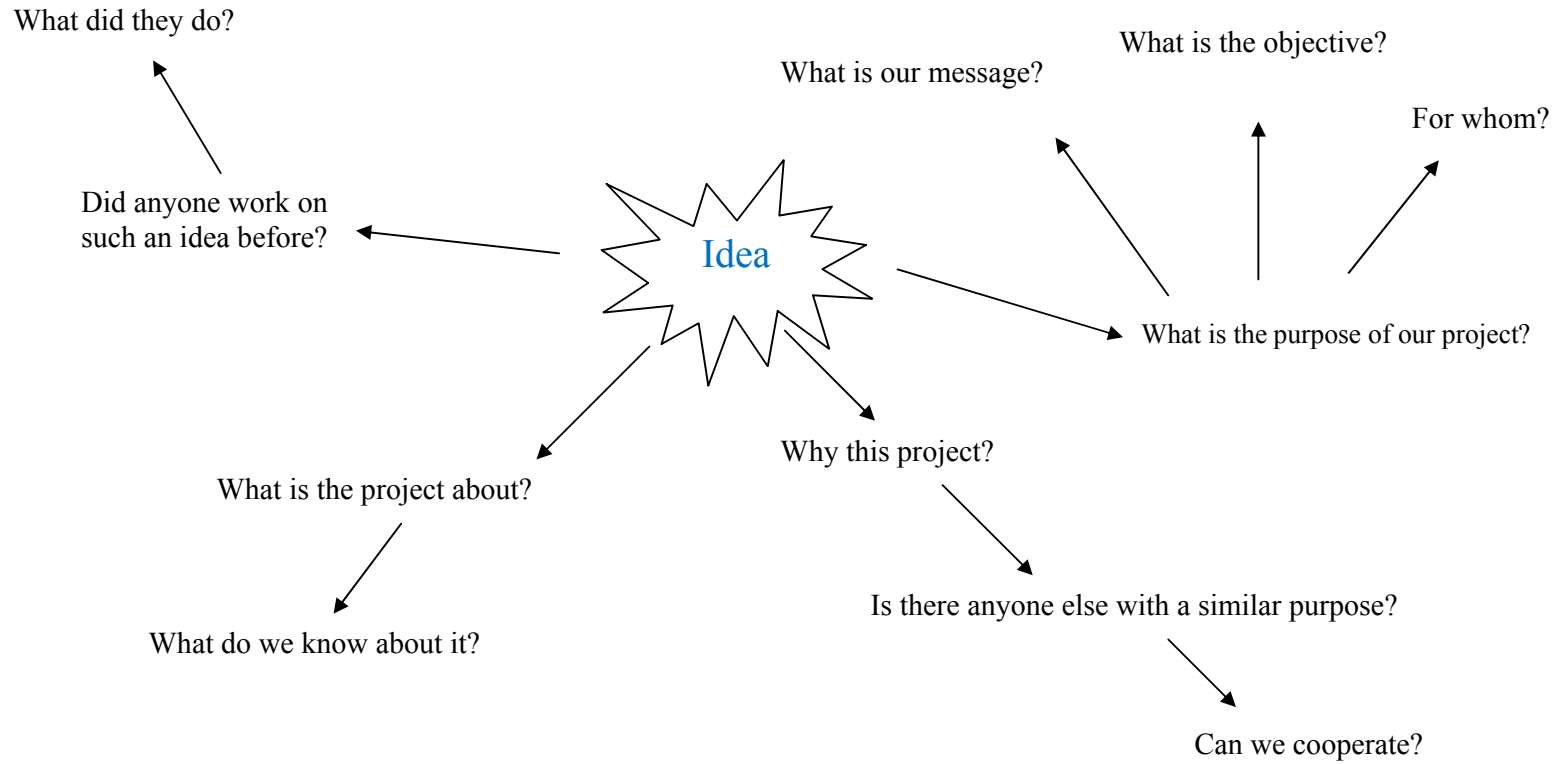 What did they do?
What is the objective?
What is our message?
For whom?
Did anyone work on
such an idea before?
Idea
What is the purpose of our project?
Why this project?
What is the project about?
Is there anyone else with a similar purpose?
What do we know about it?
Can we cooperate?